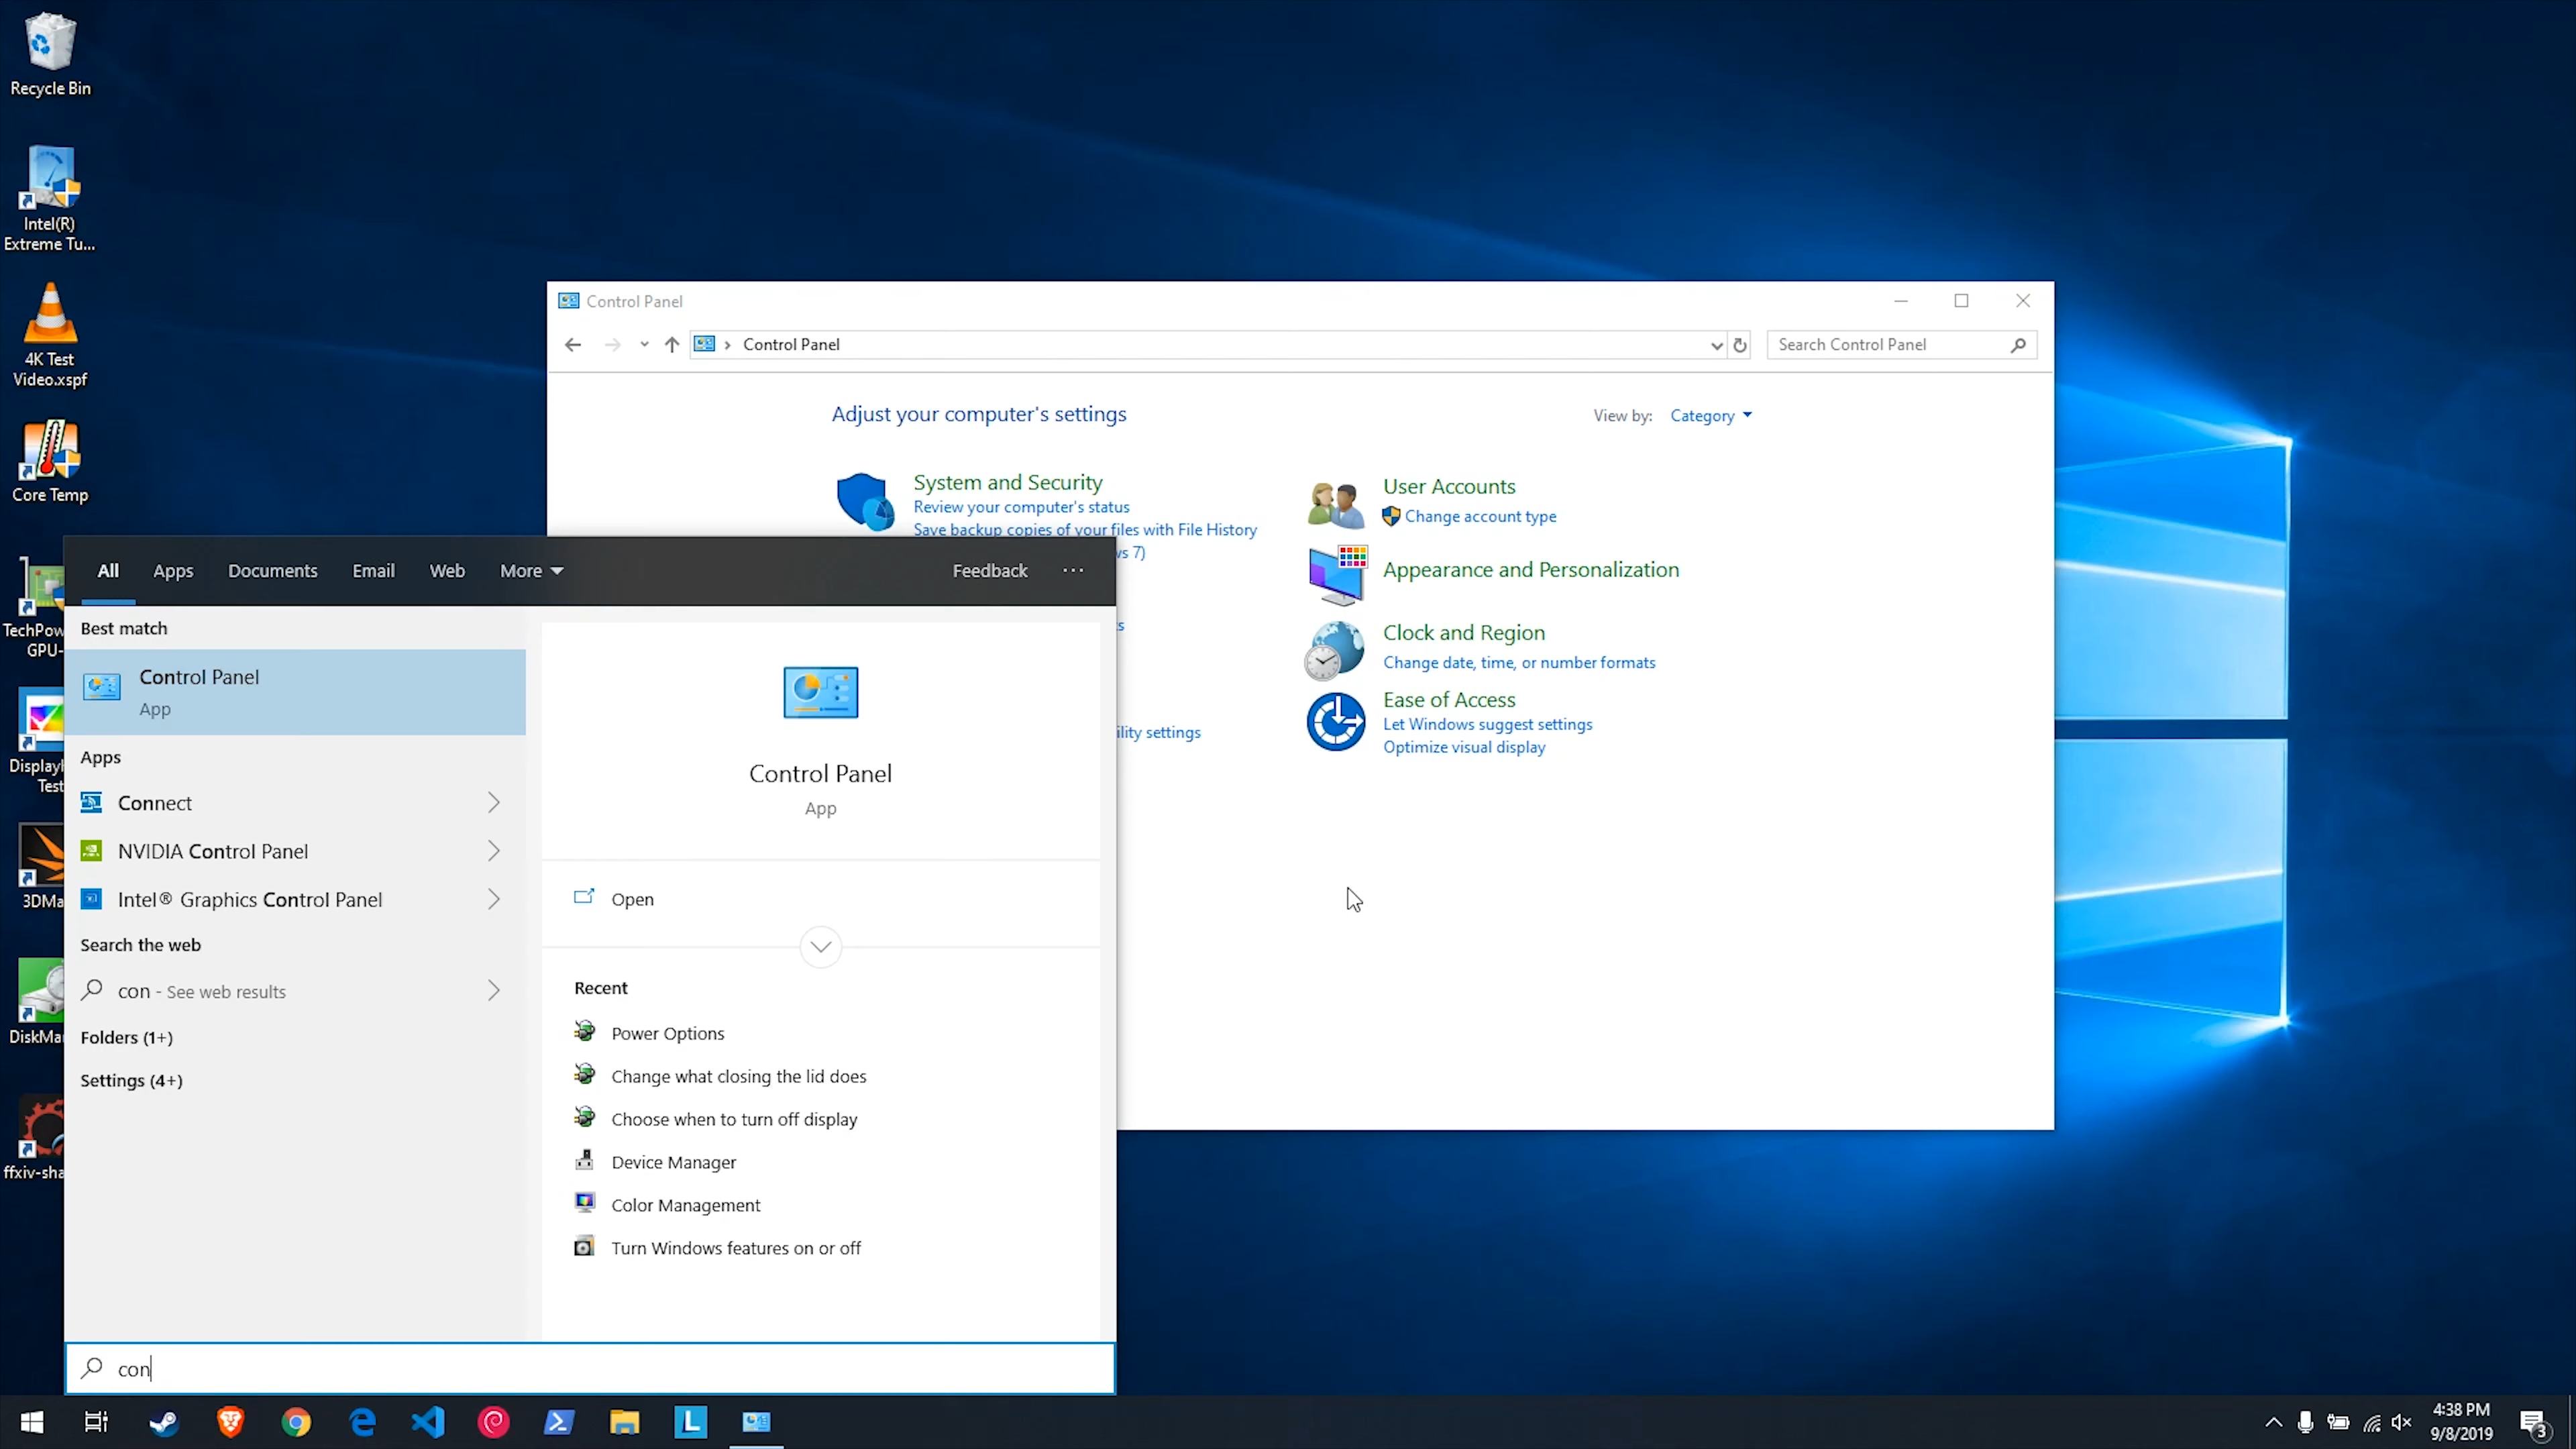 Recycle Bin
Intel(R)
Extreme Tu...
4K Test
Video.xspf
Core Temp
TechPow
GPU-
Display
Test
3DMa
DiskMa
ffxiv-sha
Control Panel
Control Panel
Search Control Panel
Adjust your computer's settings
View by: Category
System and Security
Review your computer's status
Save backup copies of your files with File History
ws 7)
ts
ility settings
User Accounts
Change account type
Appearance and Personalization
Clock and Region
Change date, time, or number formats
Ease of Access
Let Windows suggest settings
Optimize visual display
All Apps Documents Email Web More Feedback ...
Best match
Control Panel
App
Apps
Connect
NVIDIA Control Panel
Intel® Graphics Control Panel
Search the web
con - See web results
Folders (1+)
Settings (4+)
Control Panel
App
Open
Recent
Power Options
Change what closing the lid does
Choose when to turn off display
Device Manager
Color Management
Turn Windows features on or off
con
L
4:38 PM
9/8/2019
3